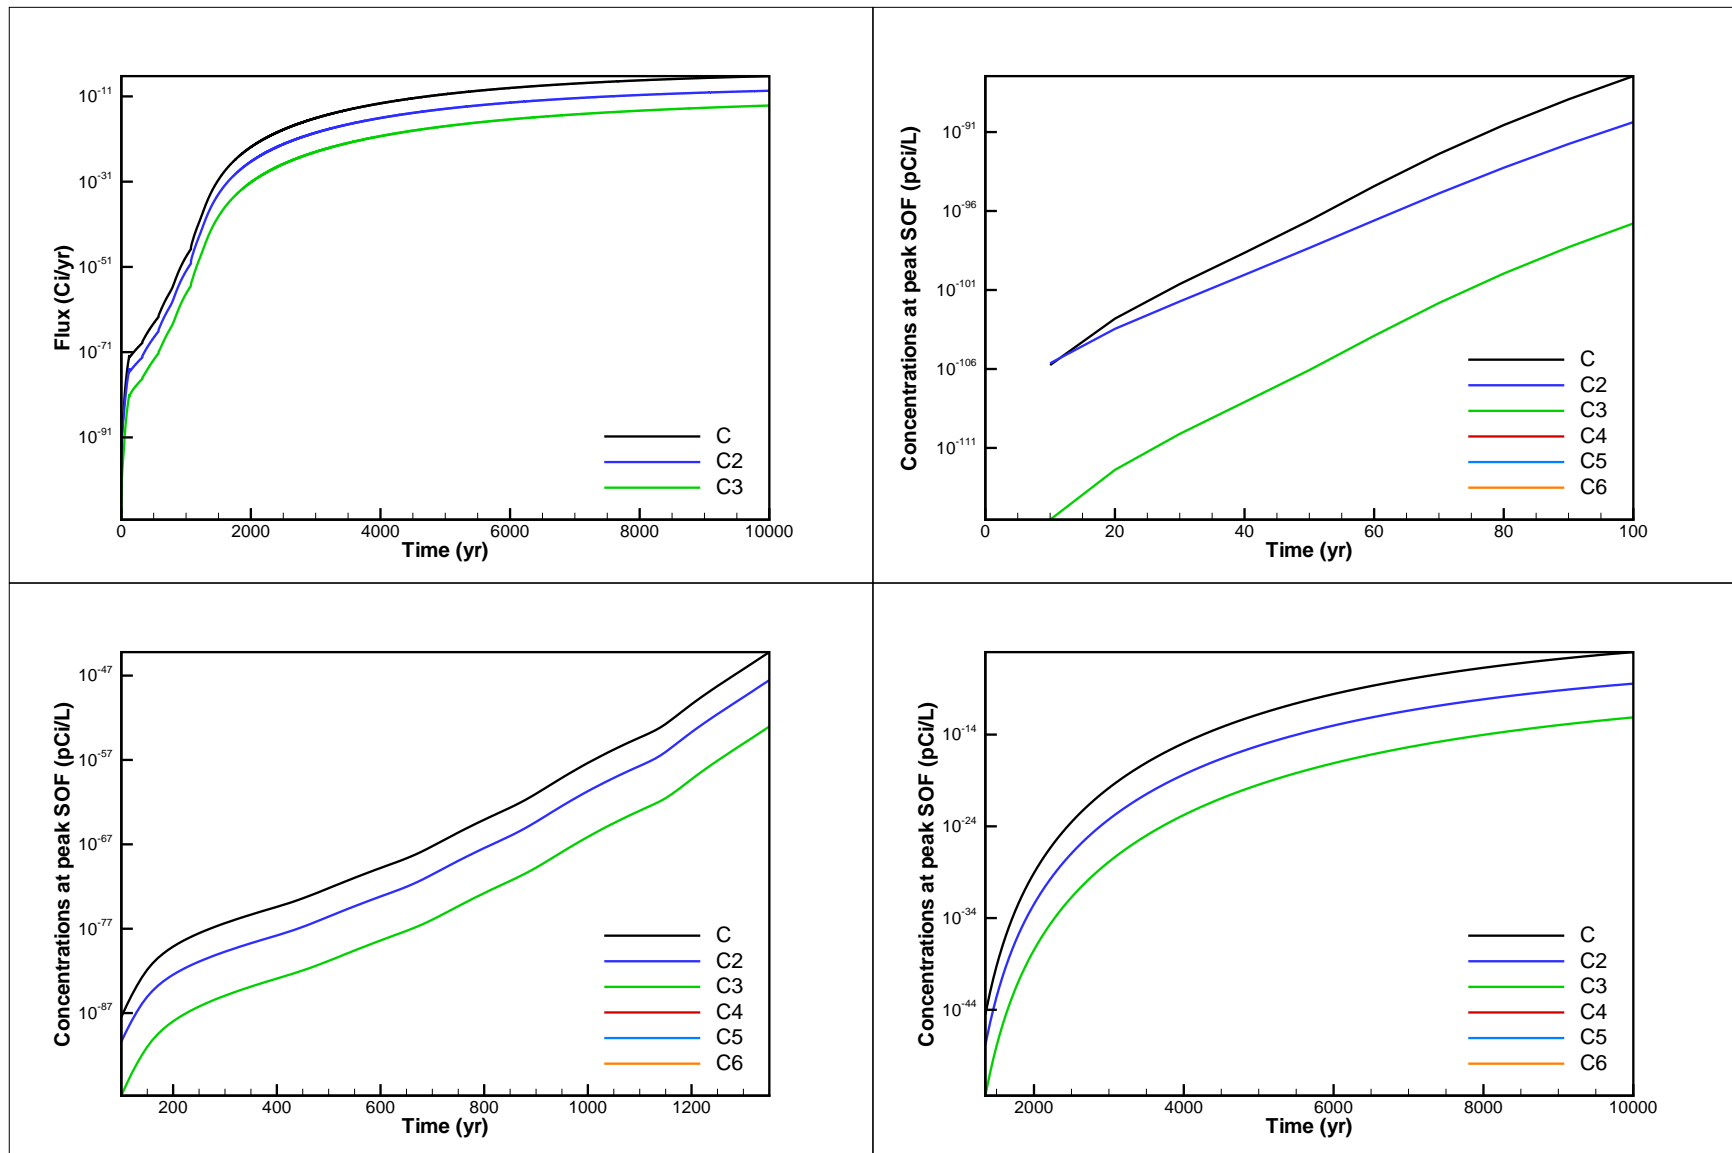 Flux (Ci/yr)
10^-11
10^-31
10^-51
10^-71
10^-91
C
C2
C3
0 2000 4000 6000 8000 10000
Time (yr)
Concentrations at peak SOF (pCi/L)
10^-91
10^-96
10^-101
10^-106
10^-111
C
C2
C3
C4
C5
C6
0 20 40 60 80 100
Time (yr)
Concentrations at peak SOF (pCi/L)
10^-47
10^-57
10^-67
10^-77
10^-87
C
C2
C3
C4
C5
C6
200 400 600 800 1000 1200
Time (yr)
Concentrations at peak SOF (pCi/L)
10^-14
10^-24
10^-34
10^-44
C
C2
C3
C4
C5
C6
2000 4000 6000 8000 10000
Time (yr)